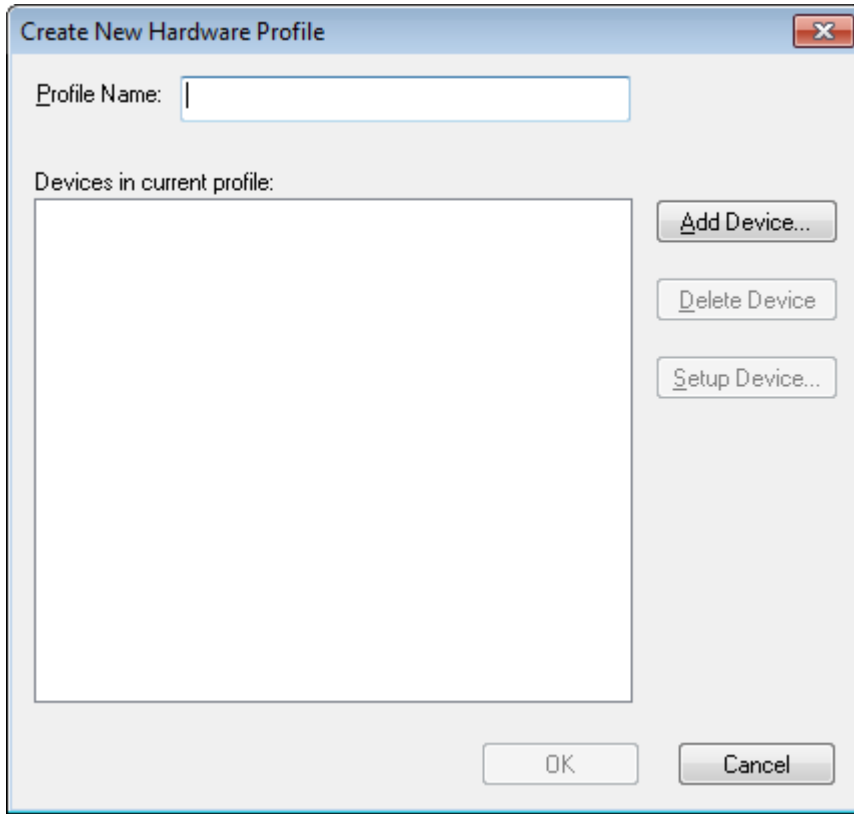 Create New Hardware Profile
Profile Name:
Devices in current profile:
Add Device...
Delete Device
Setup Device...
OK
Cancel